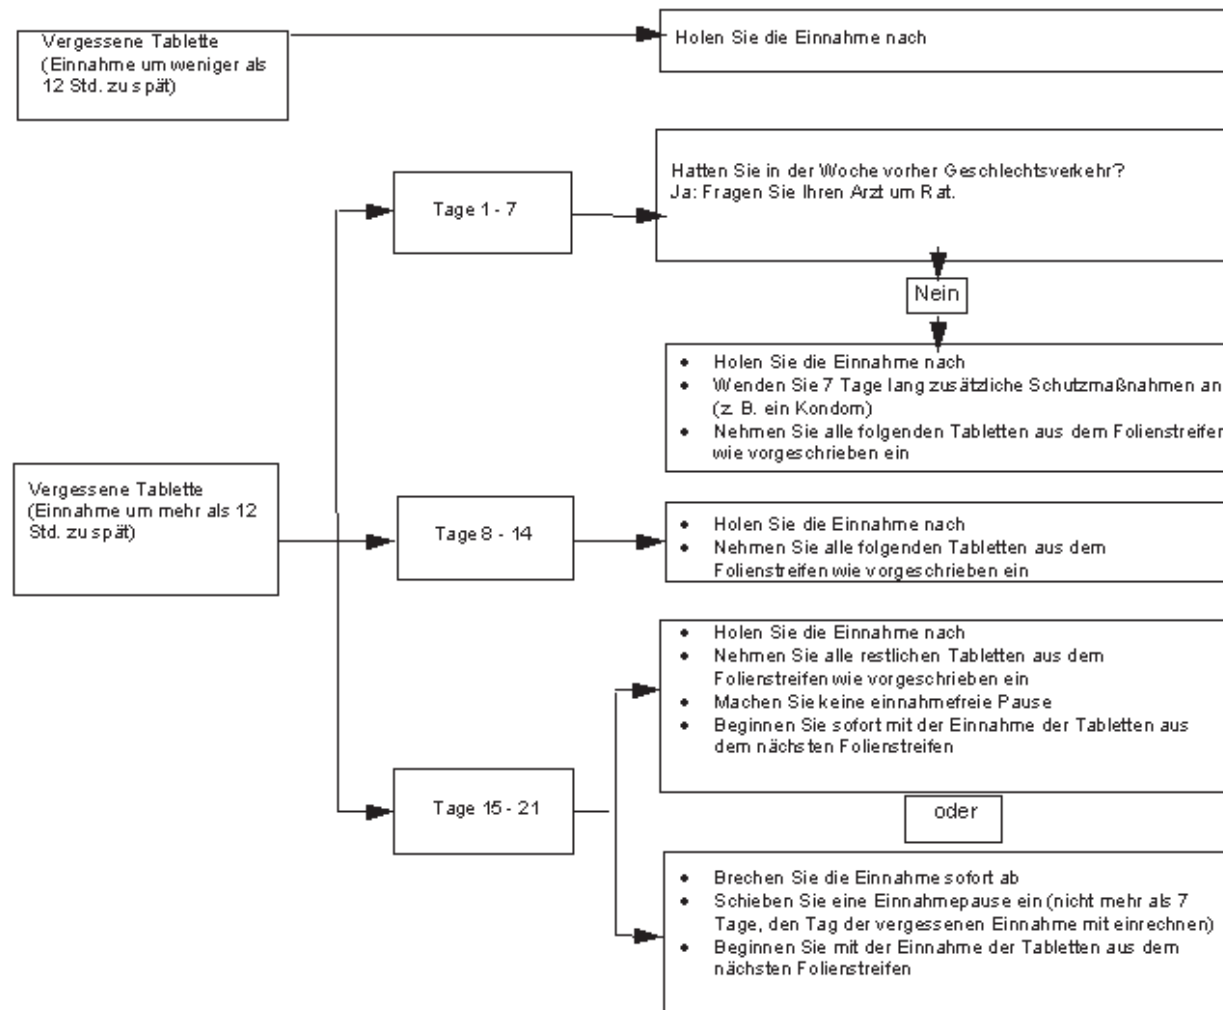 Vergessene Tablette
(Einnahme um weniger als
12 Std. zu spät)
Holen Sie die Einnahme nach
Hatten Sie in der Woche vorher Geschlechtsverkehr?
Ja: Fragen Sie Ihren Arzt um Rat.
Tage 1 - 7
Nein
• Holen Sie die Einnahme nach
• Wenden Sie 7 Tage lang zusätzliche Schutzmaßnahmen an
(z. B. ein Kondom)
• Nehmen Sie alle folgenden Tabletten aus dem Folienstreifen
wie vorgeschrieben ein
Vergessene Tablette
(Einnahme um mehr als 12
Std. zu spät)
Tage 8 - 14
• Holen Sie die Einnahme nach
• Nehmen Sie alle folgenden Tabletten aus dem
Folienstreifen wie vorgeschrieben ein
• Holen Sie die Einnahme nach
• Nehmen Sie alle restlichen Tabletten aus dem
Folienstreifen wie vorgeschrieben ein
• Machen Sie keine einnahmefreie Pause
• Beginnen Sie sofort mit der Einnahme der Tabletten aus
dem nächsten Folienstreifen
Tage 15 - 21
oder
• Brechen Sie die Einnahme sofort ab
• Schieben Sie eine Einnahmepause ein (nicht mehr als 7
Tage, den Tag der vergessenen Einnahme mit einrechnen)
• Beginnen Sie mit der Einnahme der Tabletten aus dem
nächsten Folienstreifen